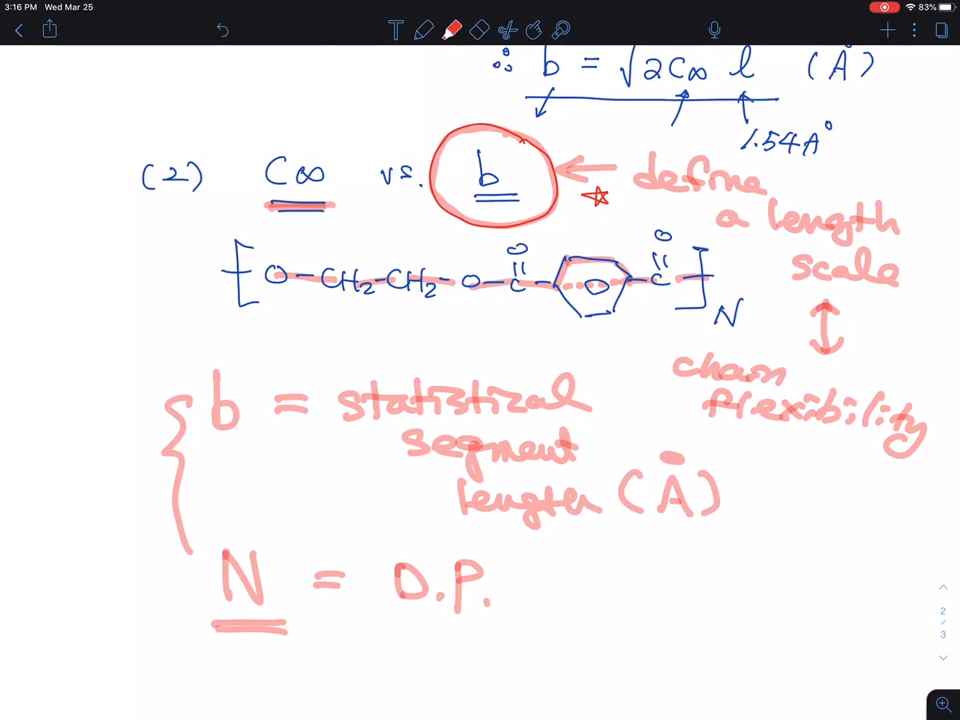 3:16 PM Wed Mar 25
83%
∴ b = √2C∞ l (Å)
1.54A°
(2) C∞ vs. b
define
a length
scale
O
O
[O-CH2-CH2-O-C-O-C]N
chain
flexibility
b = statistical
segment
length (Å)
N = D.P.
2
/
3